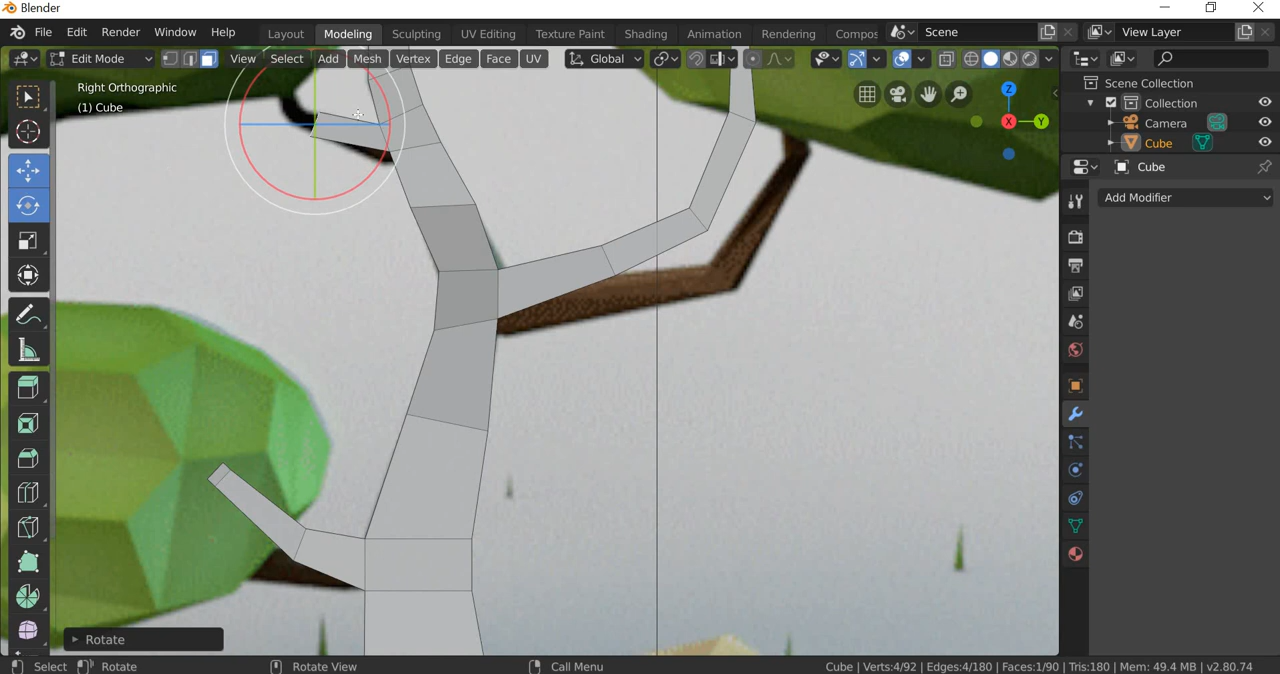 Blender
File Edit Render Window Help Layout Modeling Sculpting UV Editing Texture Paint Shading Animation Rendering Compos Scene View Layer
Edit Mode View Select Add Mesh Vertex Edge Face UV Global
Right Orthographic
(1) Cube
Z
X
Y
Scene Collection
Collection
Camera
Cube
Cube
Add Modifier
Rotate
Select Rotate Rotate View Call Menu Cube | Verts:4/92 | Edges:4/180 | Faces:1/90 | Tris:180 | Mem: 49.4 MB | v2.80.74